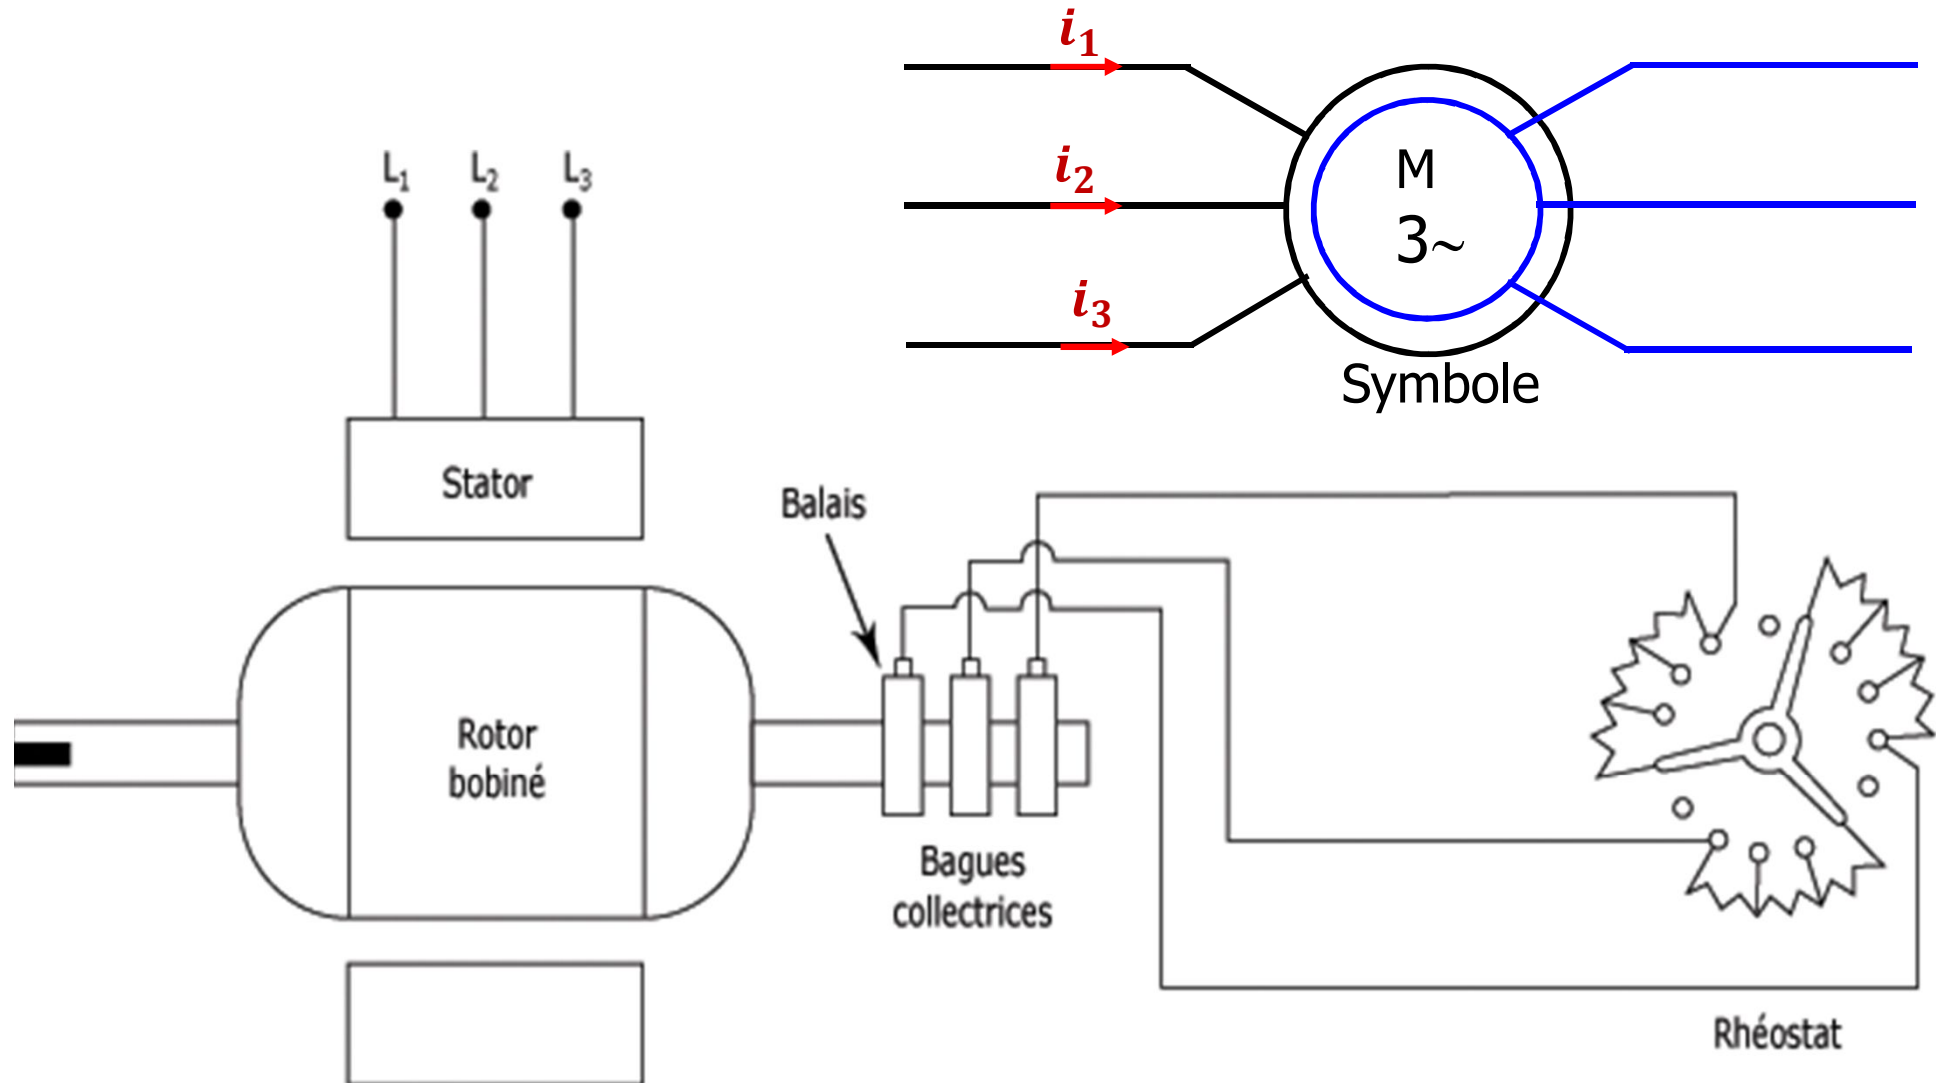 i₁
i₂
M
3~
i₃
Symbole
L₁ L₂ L₃
Stator
Balais
Rotor
bobiné
Bagues
collectrices
Rhéostat